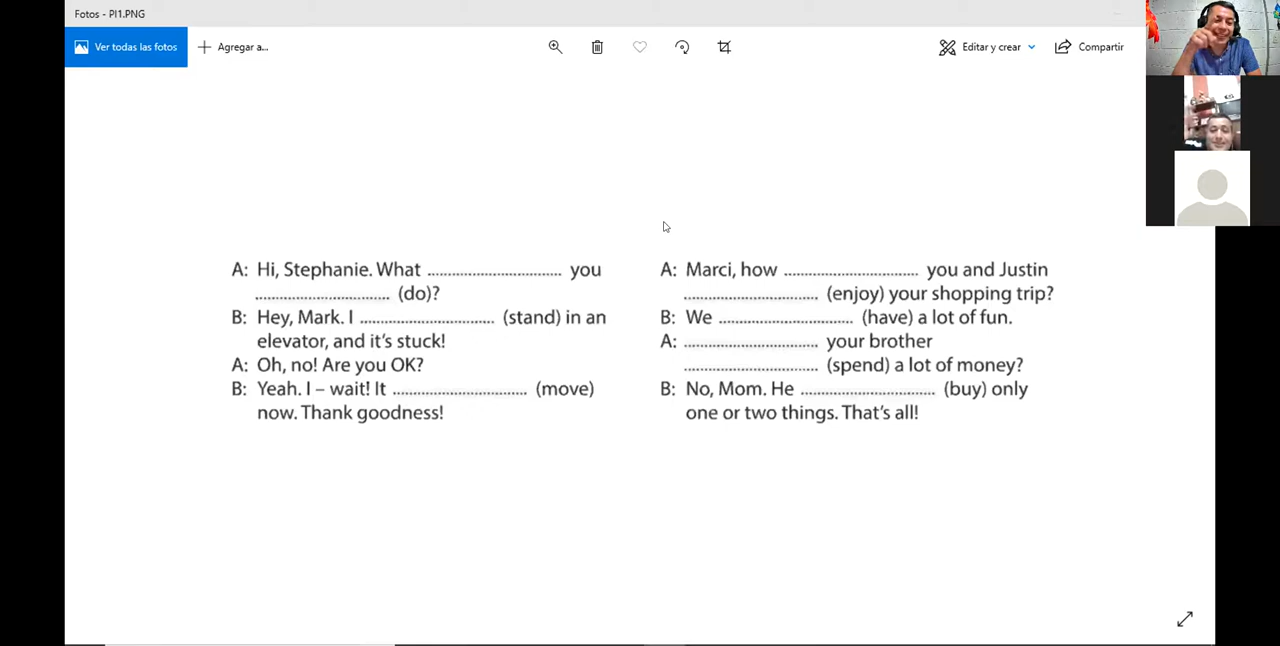 Fotos - PI1.PNG
Ver todas las fotos
Agregar a...
Editar y crear
Compartir
A: Hi, Stephanie. What ................................ you
................................ (do)?
B: Hey, Mark. I ................................ (stand) in an
elevator, and it's stuck!
A: Oh, no! Are you OK?
B: Yeah. I – wait! It ................................ (move)
now. Thank goodness!
A: Marci, how ................................ you and Justin
................................ (enjoy) your shopping trip?
B: We ................................ (have) a lot of fun.
A: ................................ your brother
................................ (spend) a lot of money?
B: No, Mom. He ................................ (buy) only
one or two things. That's all!